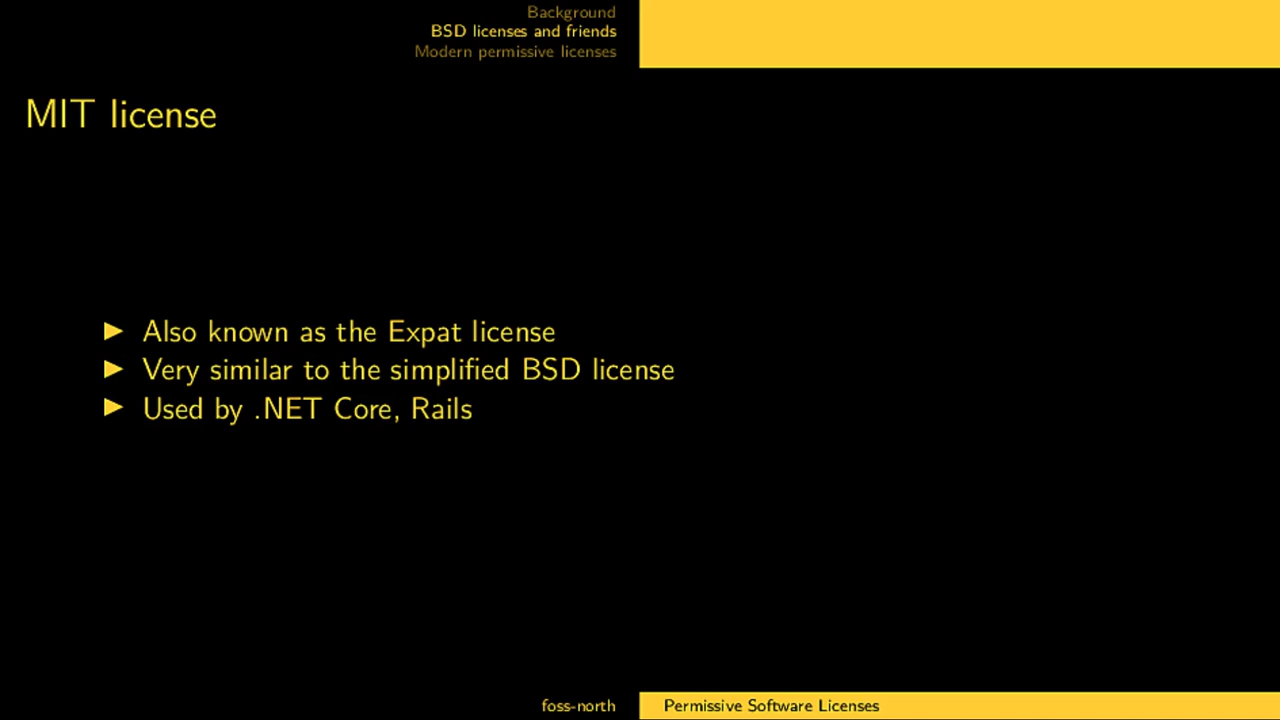 Background
BSD licenses and friends
Modern permissive licenses
MIT license
Also known as the Expat license
Very similar to the simplified BSD license
Used by .NET Core, Rails
foss-north
Permissive Software Licenses